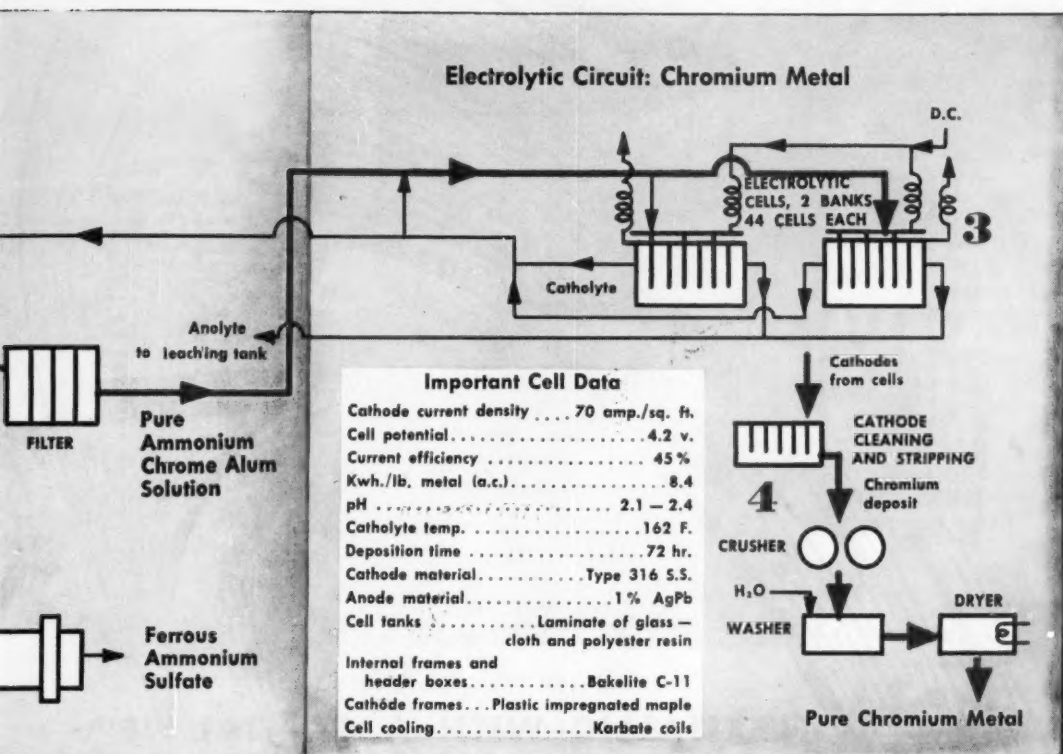 Electrolytic Circuit: Chromium Metal
D.C.
ELECTROLYTIC
CELLS, 2 BANKS
44 CELLS EACH
3
Catholyte
Anolyte
to leaching tank
FILTER
Pure
Ammonium
Chrome Alum
Solution
Ferrous
Ammonium
Sulfate
Important Cell Data
Cathode current density .... 70 amp./sq. ft.
Cell potential.................... 4.2 v.
Current efficiency ................ 45%
Kwh./lb. metal (a.c.)................ 8.4
pH ........................ 2.1 — 2.4
Catholyte temp. .................. 162 F.
Deposition time .................. 72 hr.
Cathode material............ Type 316 S.S.
Anode material................ 1% AgPb
Cell tanks ............ Laminate of glass —
cloth and polyester resin
Internal frames and
header boxes............ Bakelite C-11
Cathode frames... Plastic impregnated maple
Cell cooling.................. Karbate coils
Cathodes
from cells
CATHODE
CLEANING
AND STRIPPING
4
Chromium
deposit
CRUSHER
H₂O
WASHER
DRYER
Pure Chromium Metal